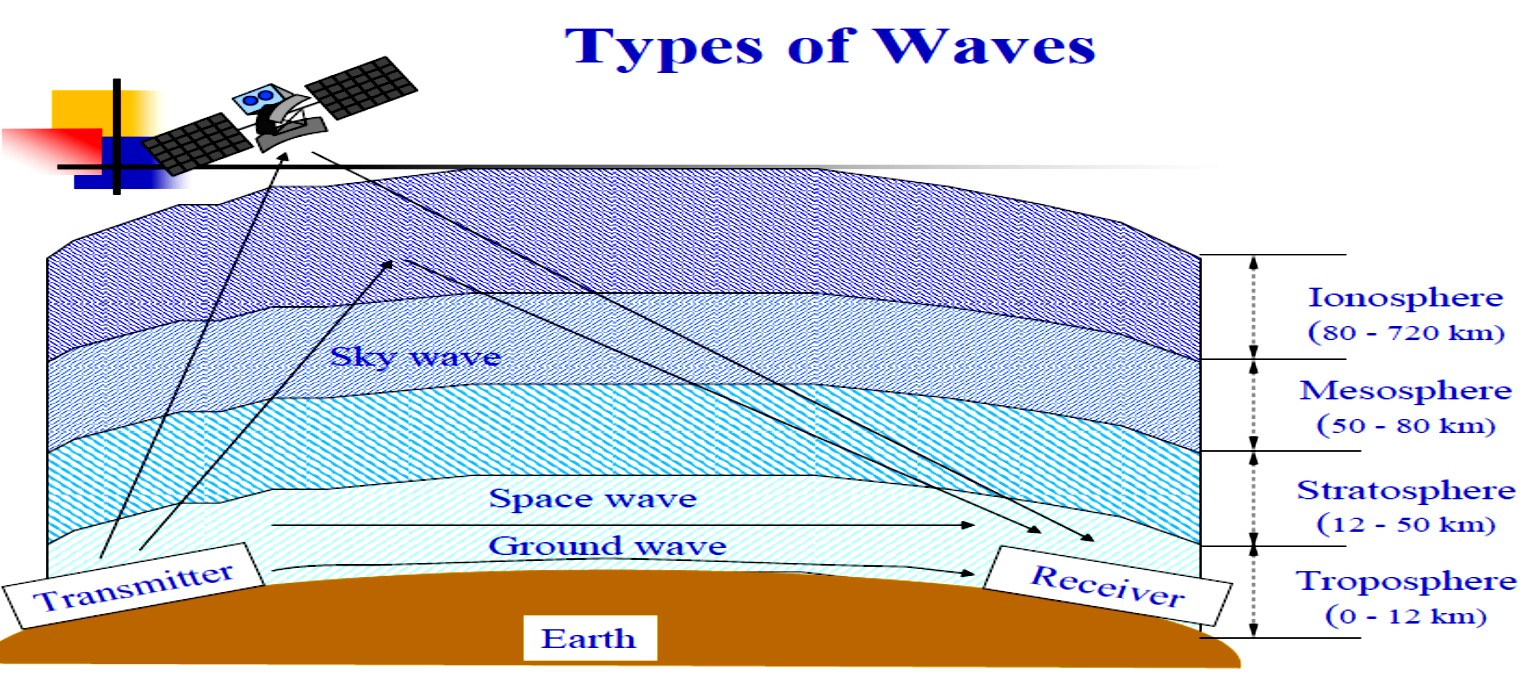 Types of Waves
Ionosphere
(80 - 720 km)
Sky wave
Mesosphere
(50 - 80 km)
Stratosphere
(12 - 50 km)
Space wave
Ground wave
Transmitter
Receiver
Troposphere
(0 - 12 km)
Earth